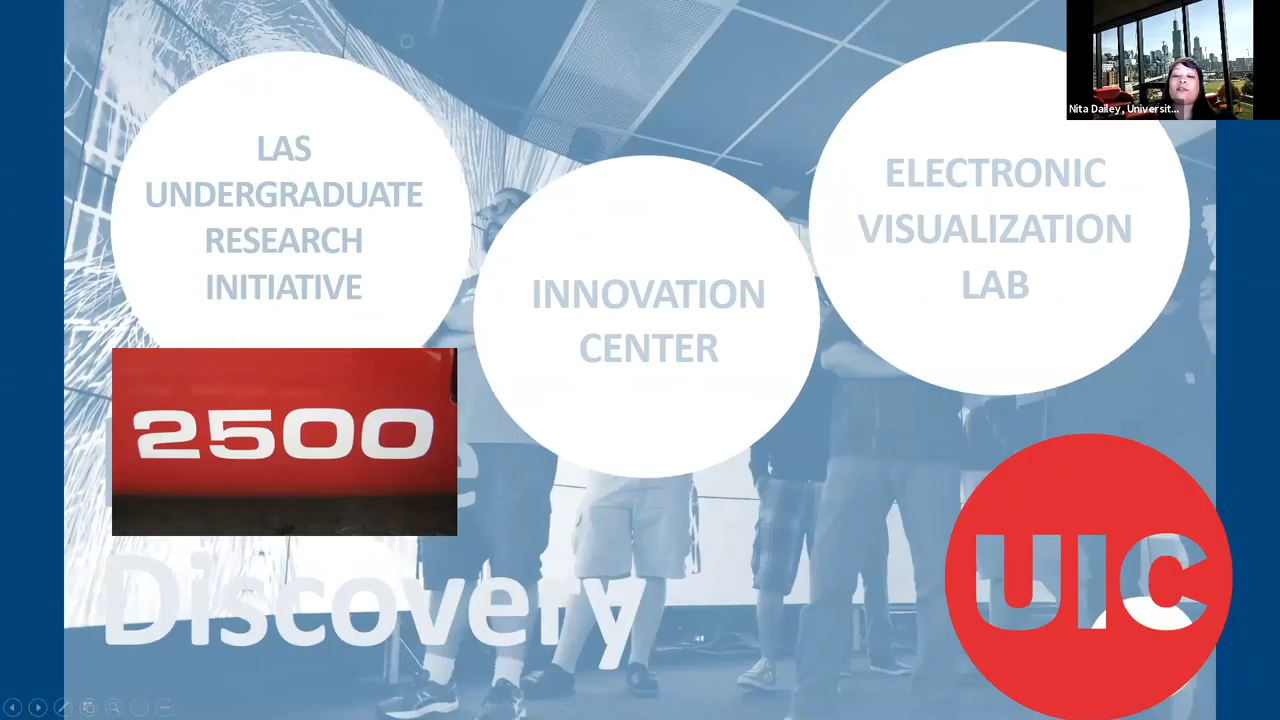 LAS
UNDERGRADUATE
RESEARCH
INITIATIVE
INNOVATION
CENTER
ELECTRONIC
VISUALIZATION
LAB
Nita Dailey, Universit...
2500
Discovery
UIC